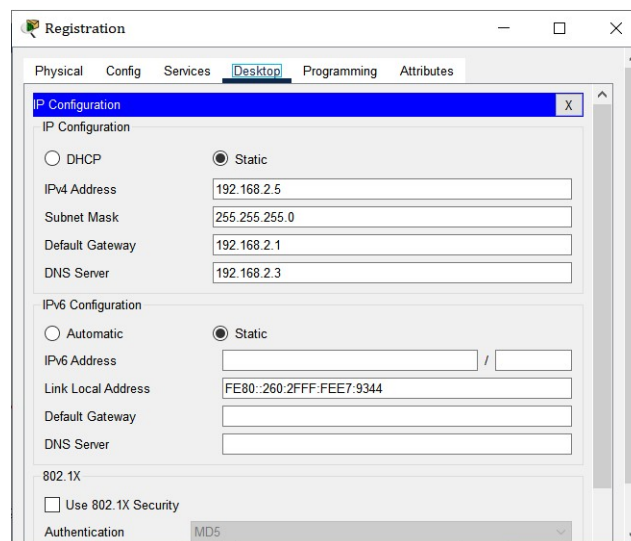 Registration
Physical Config Services Desktop Programming Attributes
IP Configuration X
IP Configuration
DHCP Static
IPv4 Address 192.168.2.5
Subnet Mask 255.255.255.0
Default Gateway 192.168.2.1
DNS Server 192.168.2.3
IPv6 Configuration
Automatic Static
IPv6 Address /
Link Local Address FE80::260:2FFF:FEE7:9344
Default Gateway
DNS Server
802.1X
Use 802.1X Security
Authentication MD5